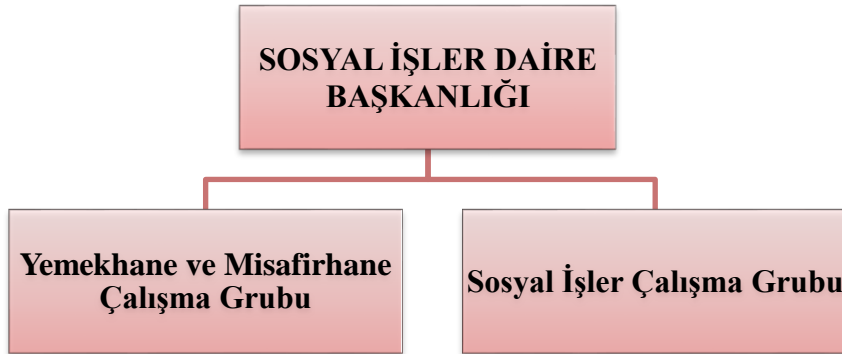 SOSYAL İŞLER DAİRE
BAŞKANLIĞI
Yemekhane ve Misafirhane
Çalışma Grubu
Sosyal İşler Çalışma Grubu